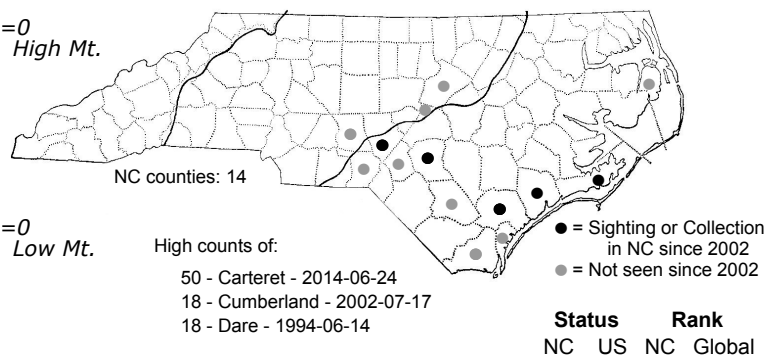 =0
High Mt.
NC counties: 14
=0
Low Mt.
High counts of:
50 - Carteret - 2014-06-24
18 - Cumberland - 2002-07-17
18 - Dare - 1994-06-14
● = Sighting or Collection
in NC since 2002
● = Not seen since 2002
Status Rank
NC US NC Global